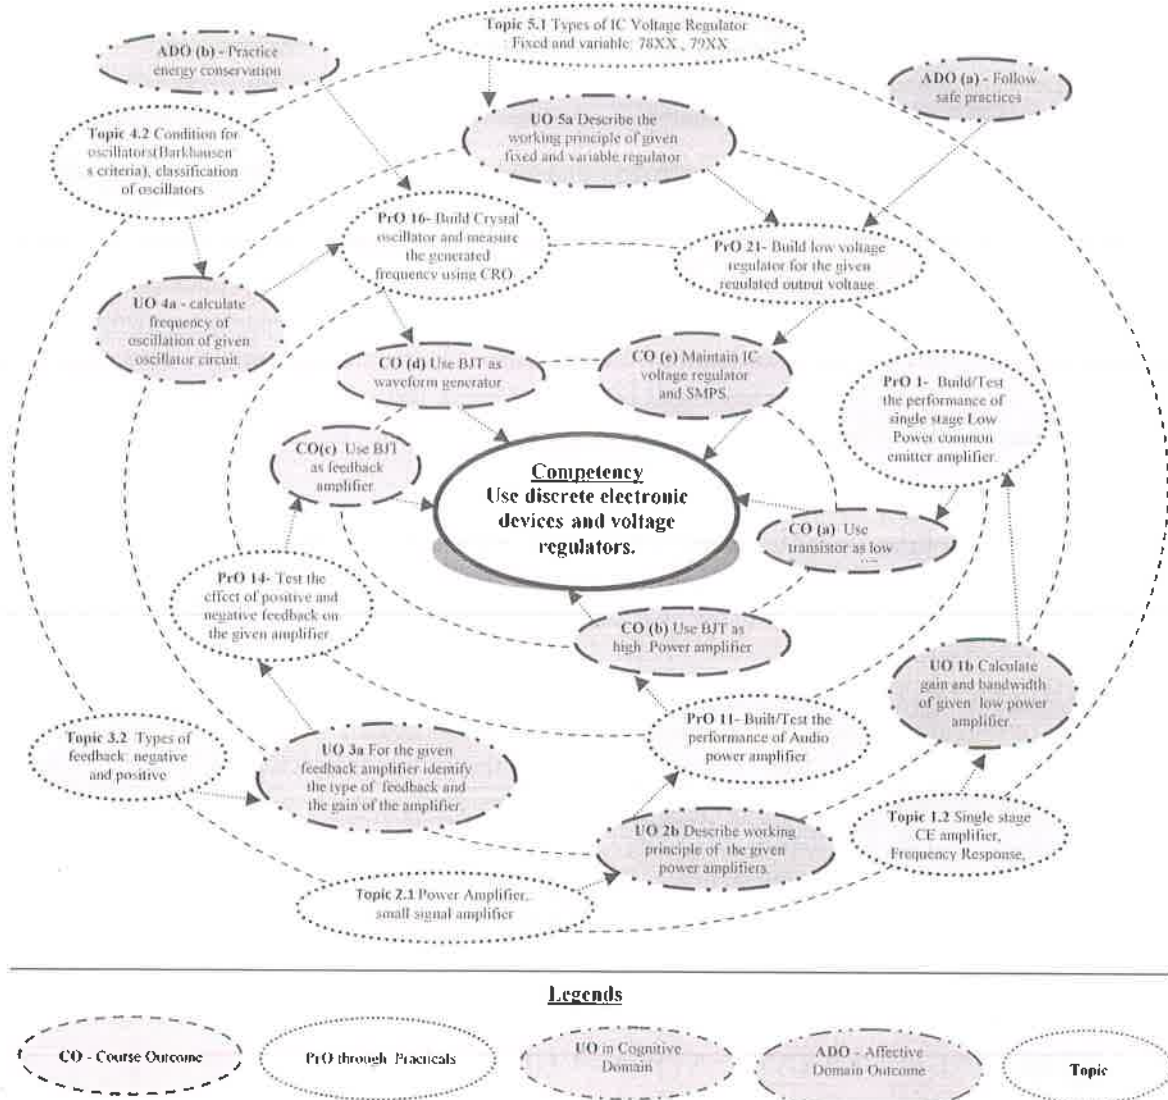 Topic 5.1 Types of IC Voltage Regulator
Fixed and variable: 78XX , 79XX
ADO (b) - Practice
energy conservation
ADO (a) - Follow
safe practices
UO 5a Describe the
working principle of given
fixed and variable regulator
Topic 4.2 Condition for
oscillators(Barkhausen
s criteria), classification
of oscillators
PrO 16- Build Crystal
oscillator and measure
the generated
frequency using CRO.
PrO 21- Build low voltage
regulator for the given
regulated output voltage
UO 4a - calculate
frequency of
oscillation of given
oscillator circuit.
CO (d) Use BJT as
waveform generator
CO (e) Maintain IC
voltage regulator
and SMPS.
PrO 1- Build/Test
the performance of
single stage Low
Power common
emitter amplifier.
CO(c) Use BJT
as feedback
amplifier
Competency
Use discrete electronic
devices and voltage
regulators.
CO (a) Use
transistor as low
PrO 14- Test the
effect of positive and
negative feedback on
the given amplifier
CO (b) Use BJT as
high Power amplifier
UO 1b Calculate
gain and bandwidth
of given low power
amplifier.
PrO 11- Built/Test the
performance of Audio
power amplifier.
Topic 3.2 Types of
feedback: negative
and positive
UO 3a For the given
feedback amplifier identify
the type of feedback and
the gain of the amplifier.
UO 2b Describe working
principle of the given
power amplifiers.
Topic 1.2 Single stage
CE amplifier,
Frequency Response,
Topic 2.1 Power Amplifier,
small signal amplifier
Legends
CO - Course Outcome
PrO through Practicals
UO in Cognitive
Domain
ADO - Affective
Domain Outcome
Topic